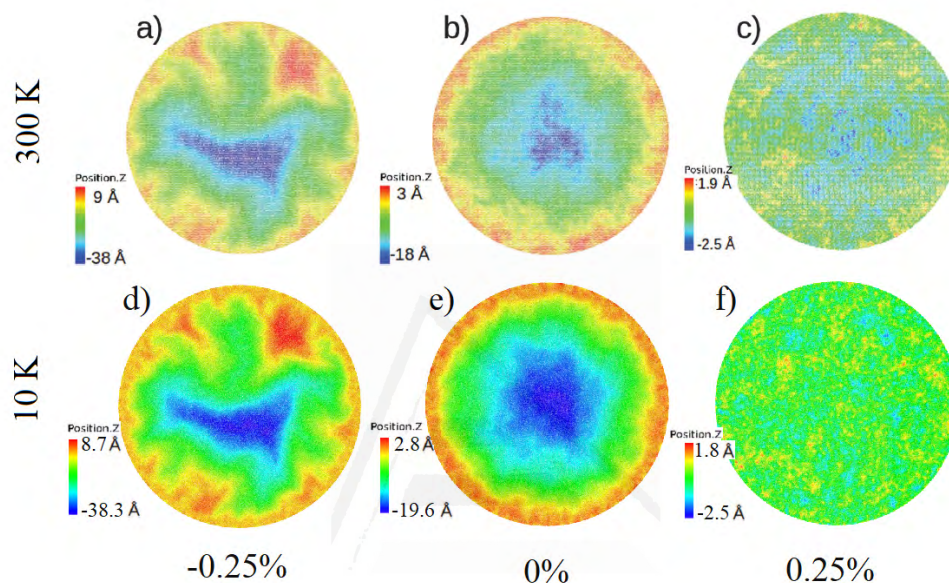 300 K
a)
b)
c)
Position.Z
9 Å
-38 Å
Position.Z
3 Å
-18 Å
Position.Z
1.9 Å
-2.5 Å
10 K
d)
e)
f)
Position.Z
8.7 Å
-38.3 Å
Position.Z
2.8 Å
-19.6 Å
Position.Z
1.8 Å
-2.5 Å
-0.25%
0%
0.25%